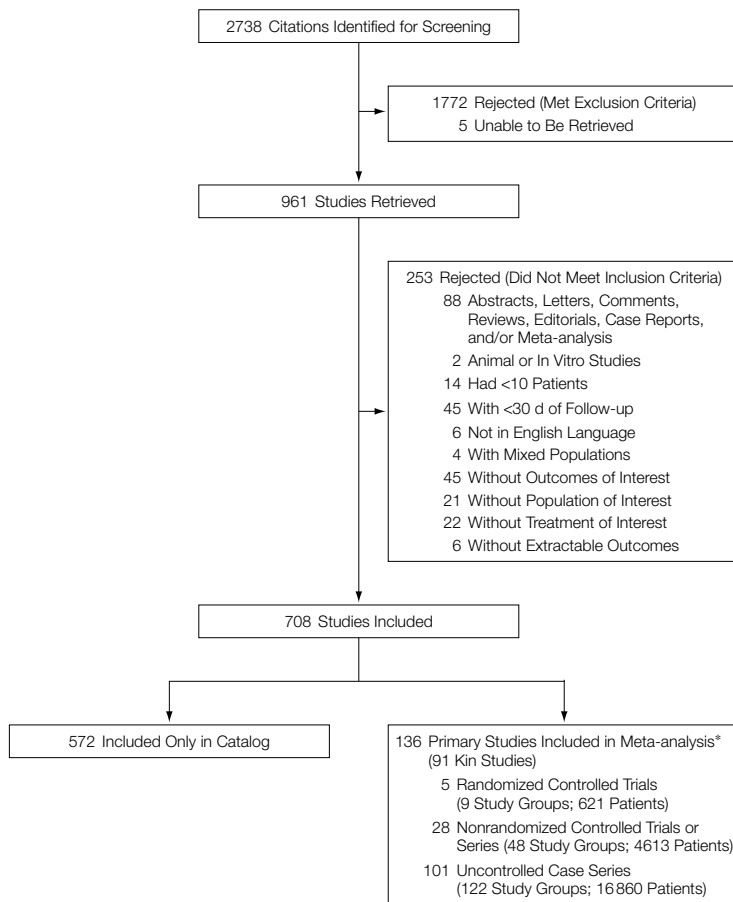 2738 Citations Identified for Screening
1772 Rejected (Met Exclusion Criteria)
5 Unable to Be Retrieved
961 Studies Retrieved
253 Rejected (Did Not Meet Inclusion Criteria)
88 Abstracts, Letters, Comments,
Reviews, Editorials, Case Reports,
and/or Meta-analysis
2 Animal or In Vitro Studies
14 Had <10 Patients
45 With <30 d of Follow-up
6 Not in English Language
4 With Mixed Populations
45 Without Outcomes of Interest
21 Without Population of Interest
22 Without Treatment of Interest
6 Without Extractable Outcomes
708 Studies Included
572 Included Only in Catalog
136 Primary Studies Included in Meta-analysis*
(91 Kin Studies)
5 Randomized Controlled Trials
(9 Study Groups; 621 Patients)
28 Nonrandomized Controlled Trials or
Series (48 Study Groups; 4613 Patients)
101 Uncontrolled Case Series
(122 Study Groups; 16 860 Patients)